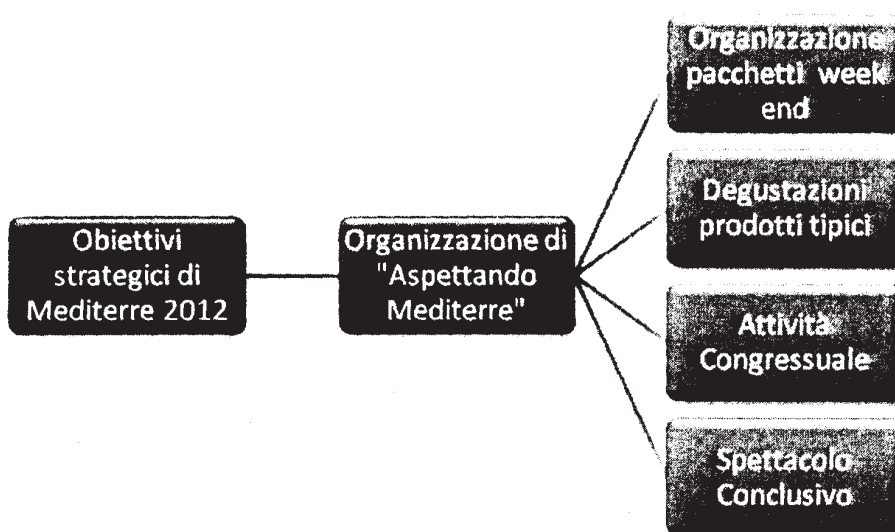 Obiettivi
strategici di
Mediterre 2012
Organizzazione di
"Aspettando
Mediterre"
Organizzazione
pacchetti week
end
Degustazioni
prodotti tipici
Attività
Congressuale
Spettacolo
Conclusivo